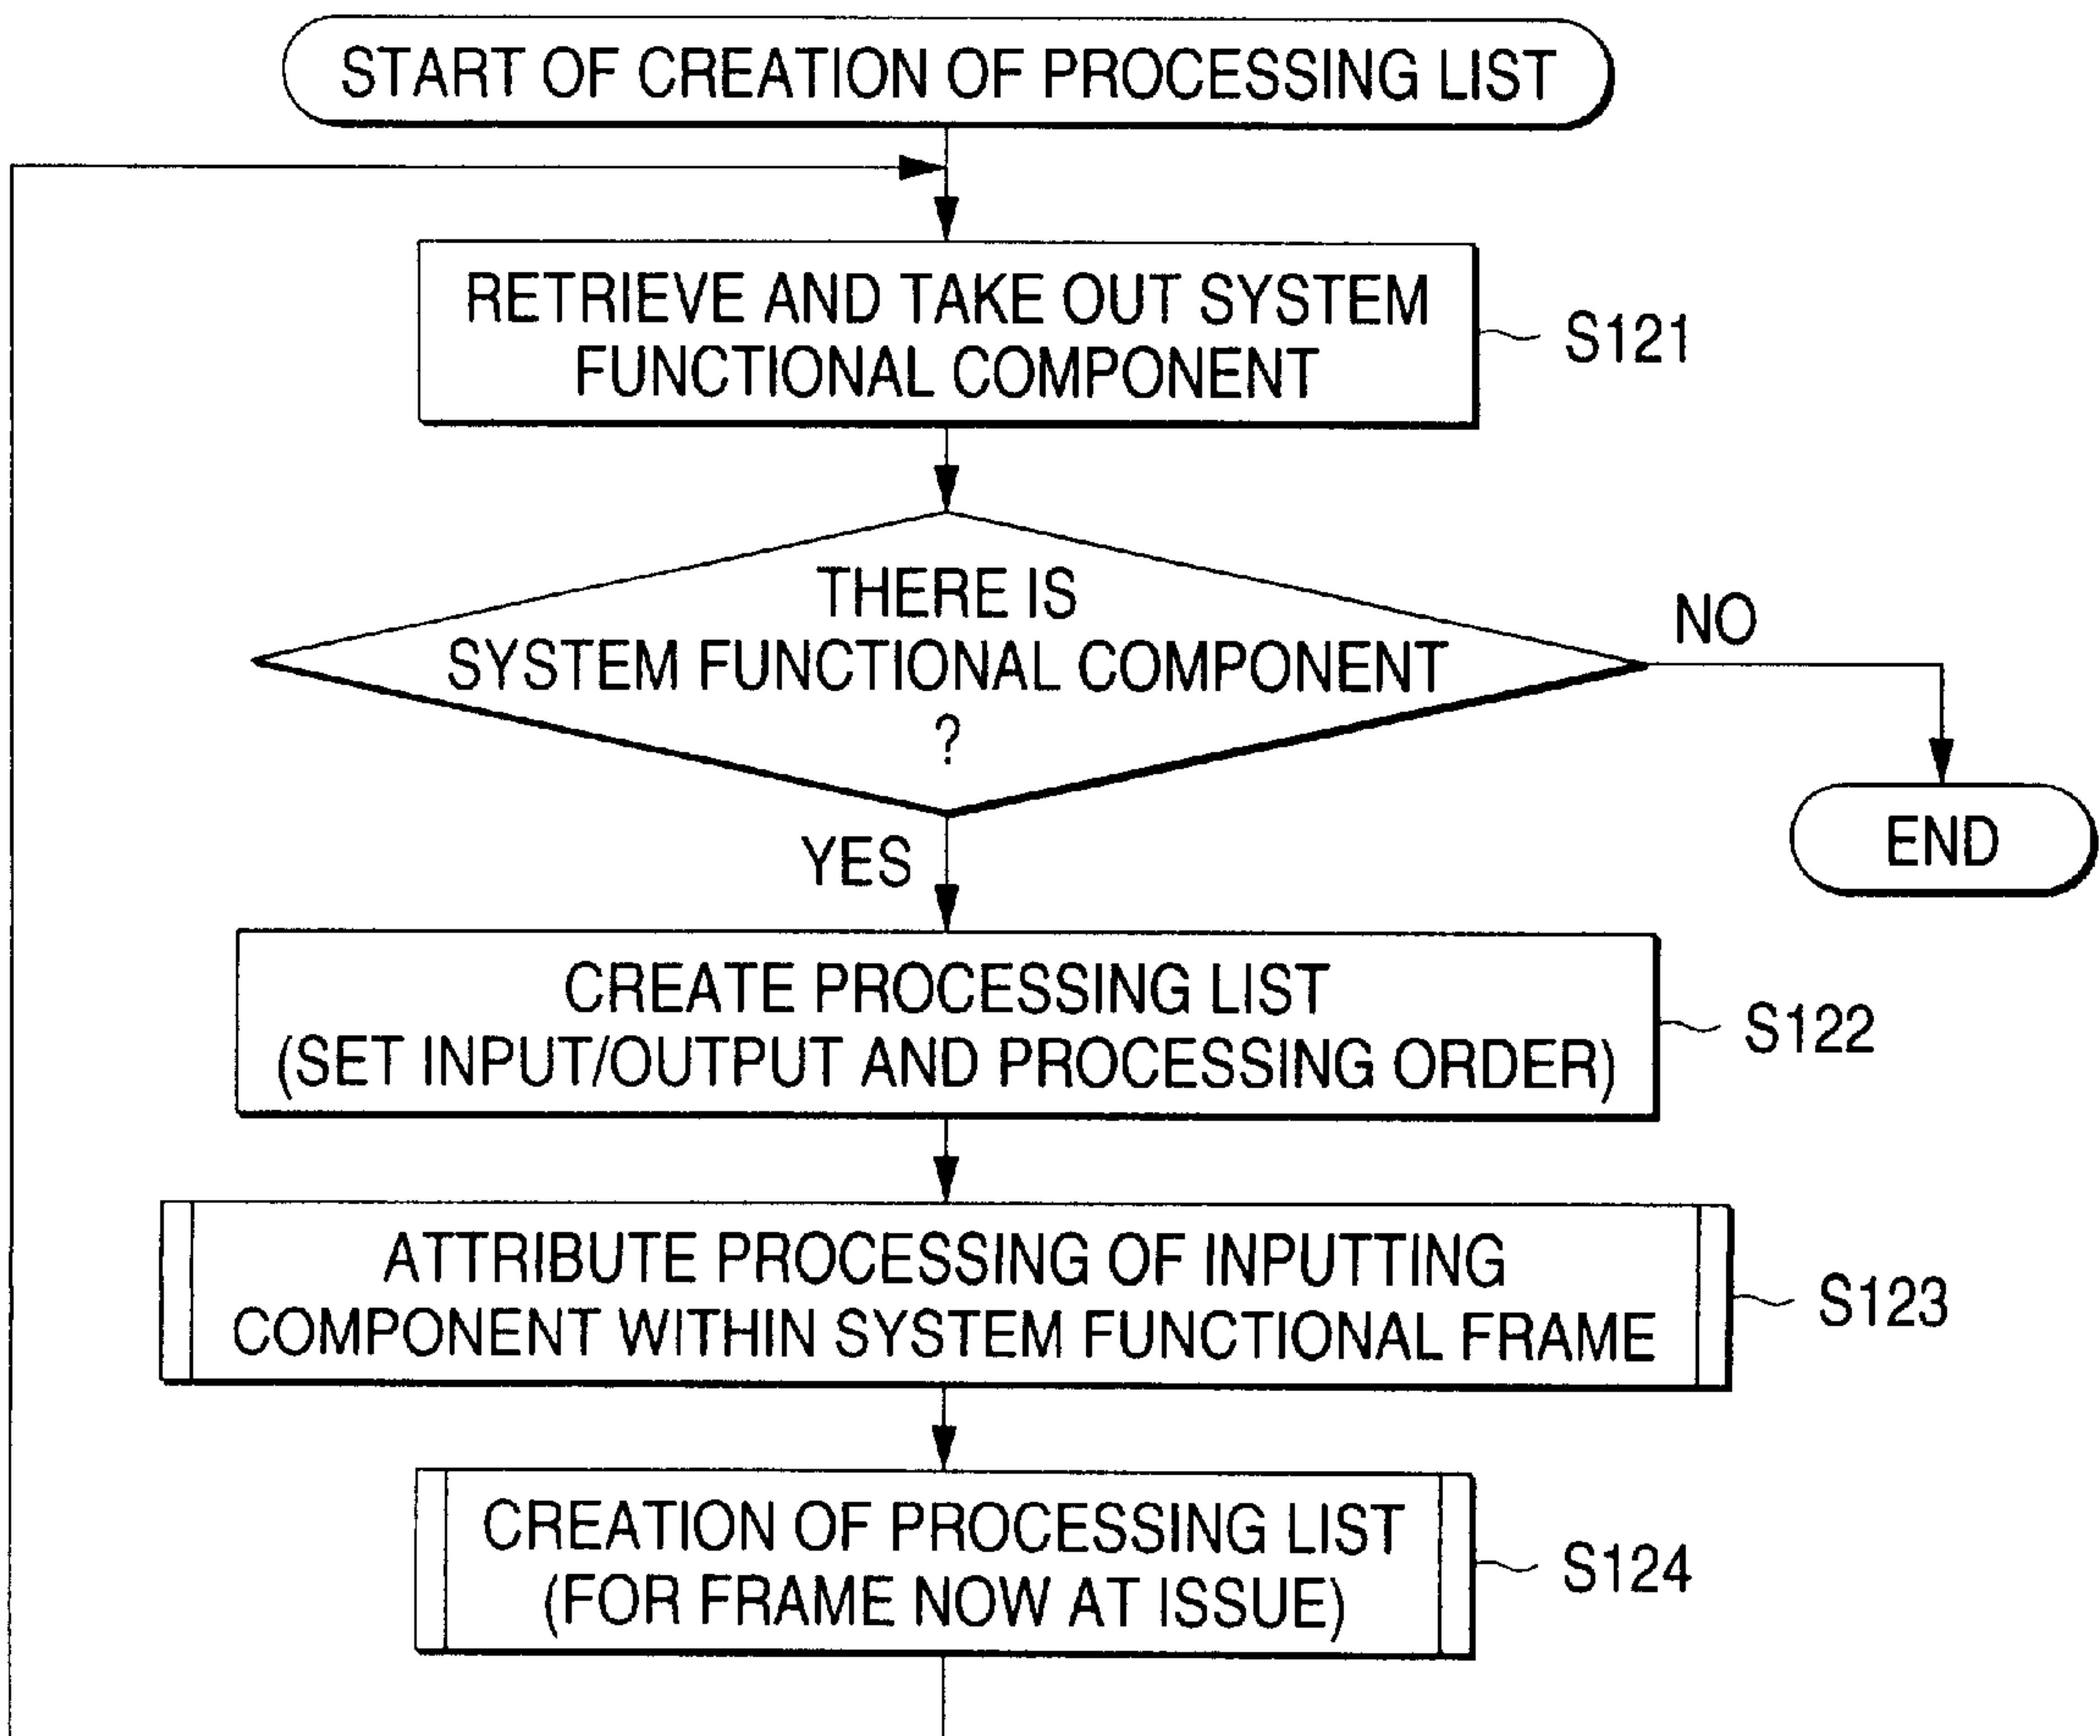 START OF CREATION OF PROCESSING LIST
RETRIEVE AND TAKE OUT SYSTEM
FUNCTIONAL COMPONENT
S121
THERE IS
SYSTEM FUNCTIONAL COMPONENT
?
NO
YES
END
CREATE PROCESSING LIST
(SET INPUT/OUTPUT AND PROCESSING ORDER)
S122
ATTRIBUTE PROCESSING OF INPUTTING
COMPONENT WITHIN SYSTEM FUNCTIONAL FRAME
S123
CREATION OF PROCESSING LIST
(FOR FRAME NOW AT ISSUE)
S124